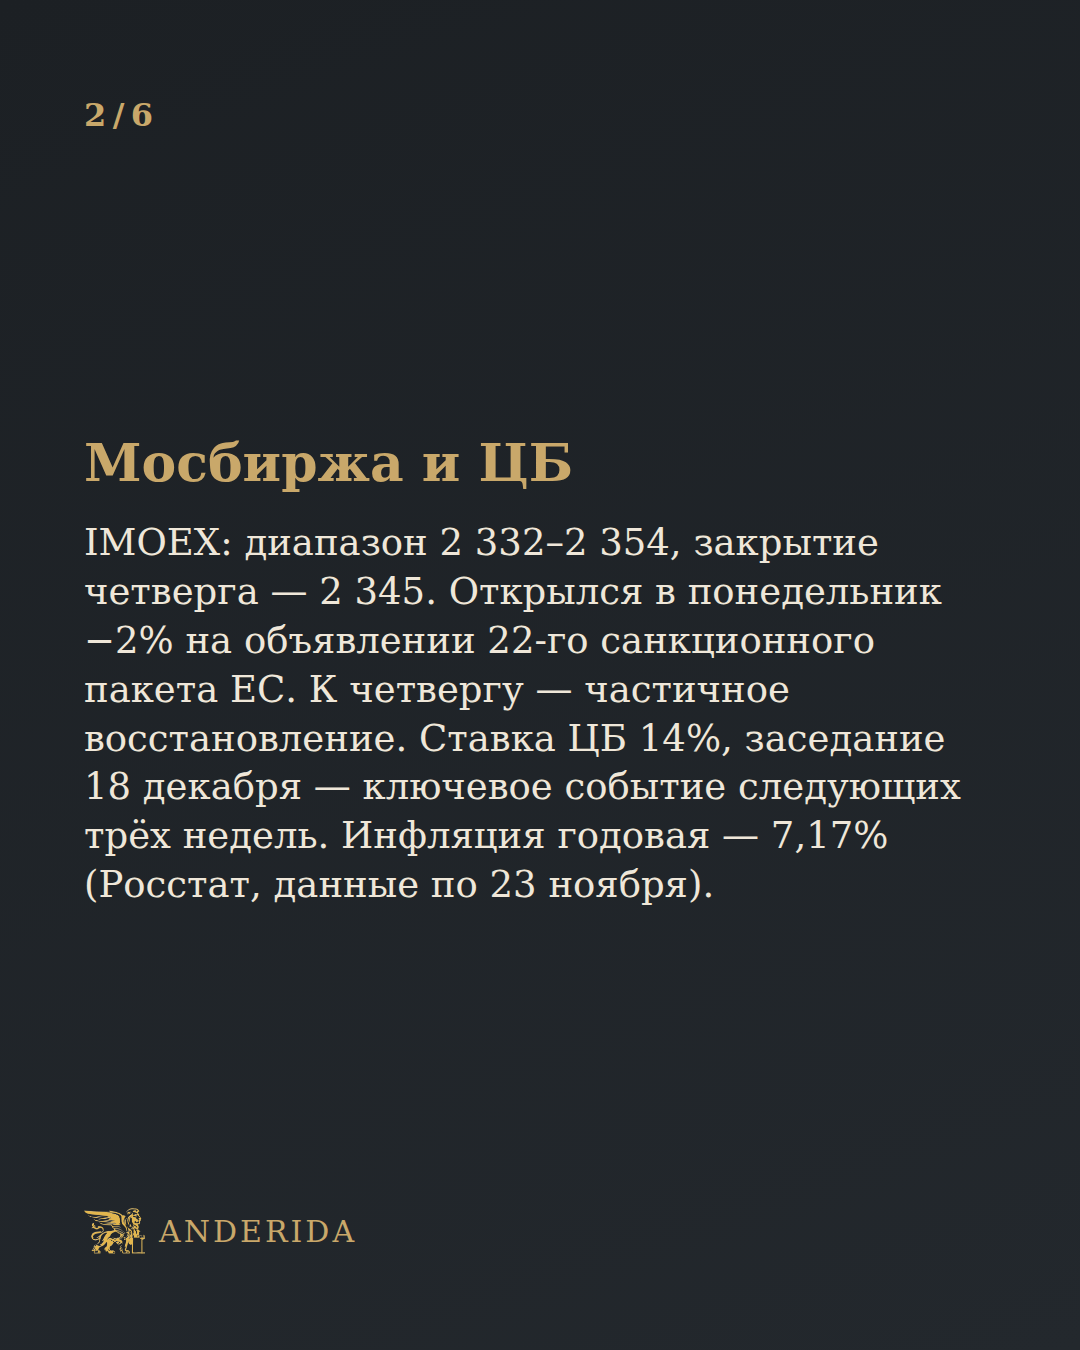 2/6
Мосбиржа и ЦБ
IMOEX: диапазон 2 332–2 354, закрытие
четверга — 2 345. Открылся в понедельник
−2% на объявлении 22-го санкционного
пакета ЕС. К четвергу — частичное
восстановление. Ставка ЦБ 14%, заседание
18 декабря — ключевое событие следующих
трёх недель. Инфляция годовая — 7,17%
(Росстат, данные по 23 ноября).
ANDERIDA